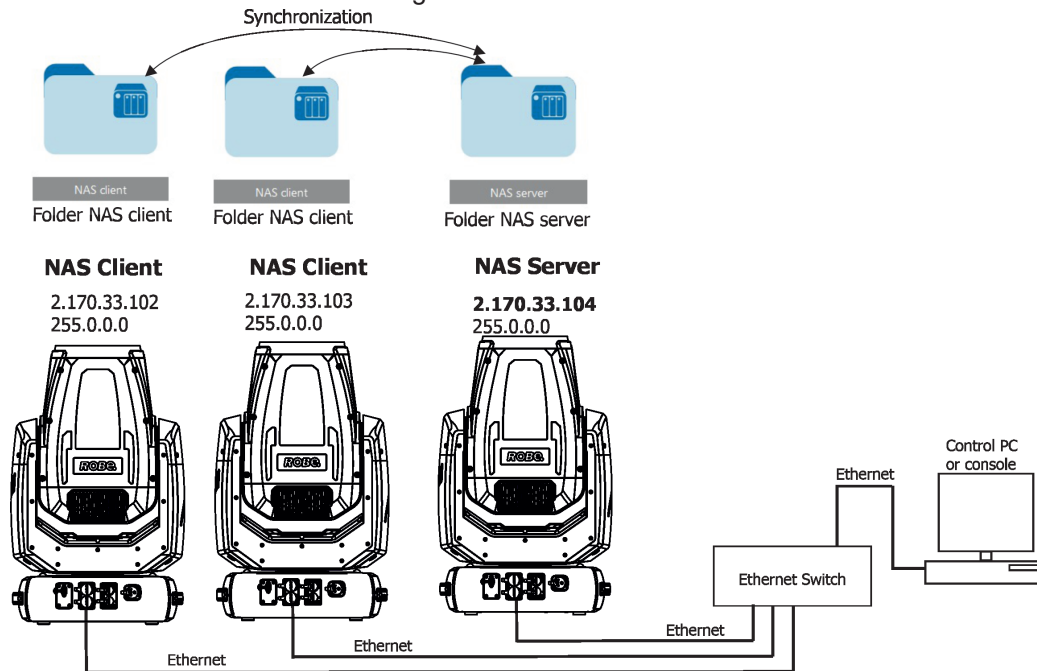 Synchronization
NAS client
NAS client
NAS server
Folder NAS client
Folder NAS client
Folder NAS server
NAS Client
NAS Client
NAS Server
2.170.33.102
255.0.0.0
2.170.33.103
255.0.0.0
2.170.33.104
255.0.0.0
ROBE
ROBE
ROBE
Control PC
or console
Ethernet
Ethernet Switch
Ethernet
Ethernet
Ethernet